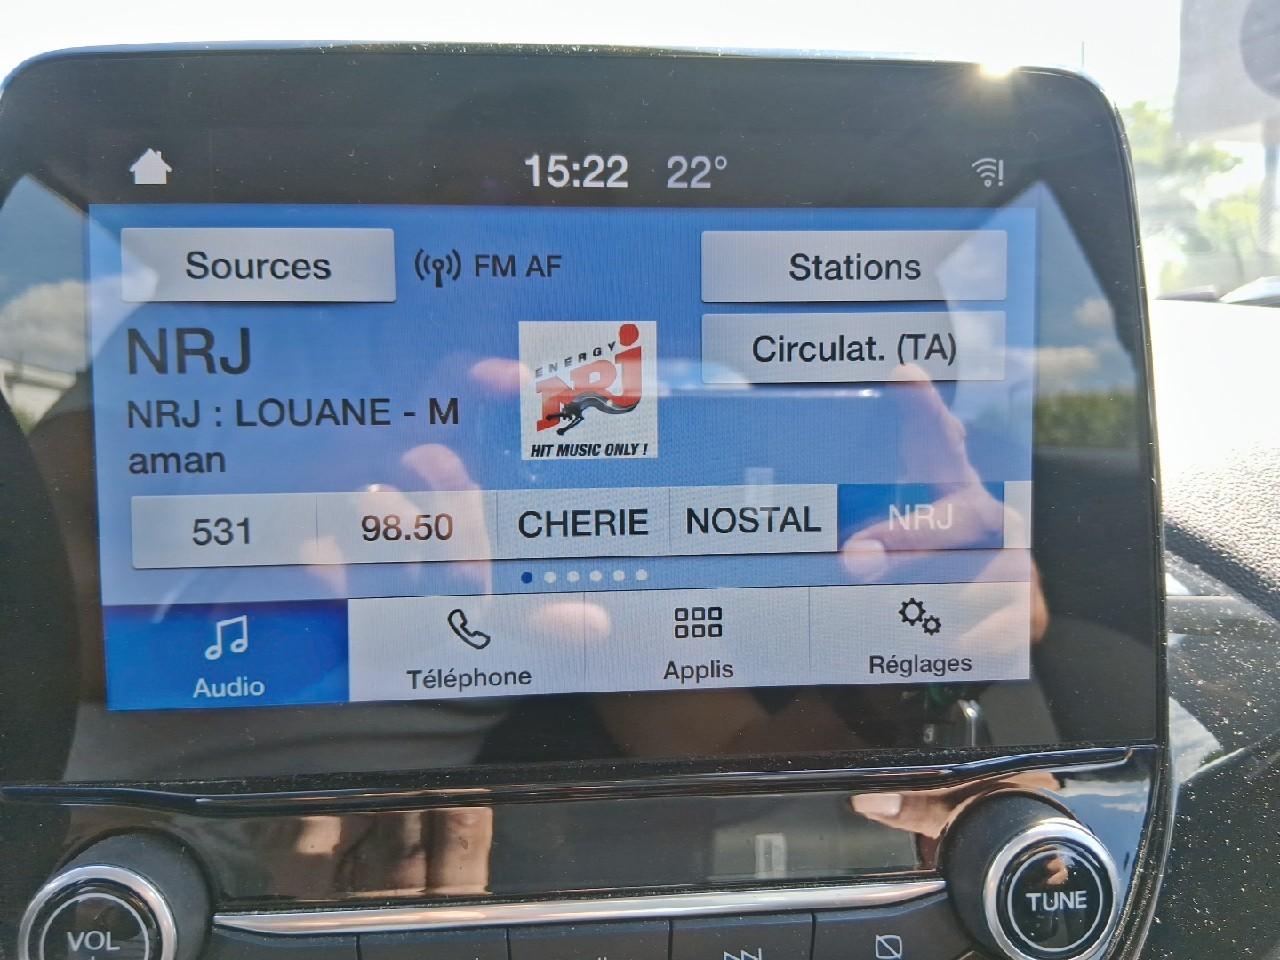 15:22 22°
Sources FM AF Stations
NRJ
Circulat. (TA)
NRJ : LOUANE - M
aman
ENERGY
NRJ
HIT MUSIC ONLY !
531 98.50 CHERIE NOSTAL NRJ
Audio Téléphone Applis Réglages
VOL TUNE